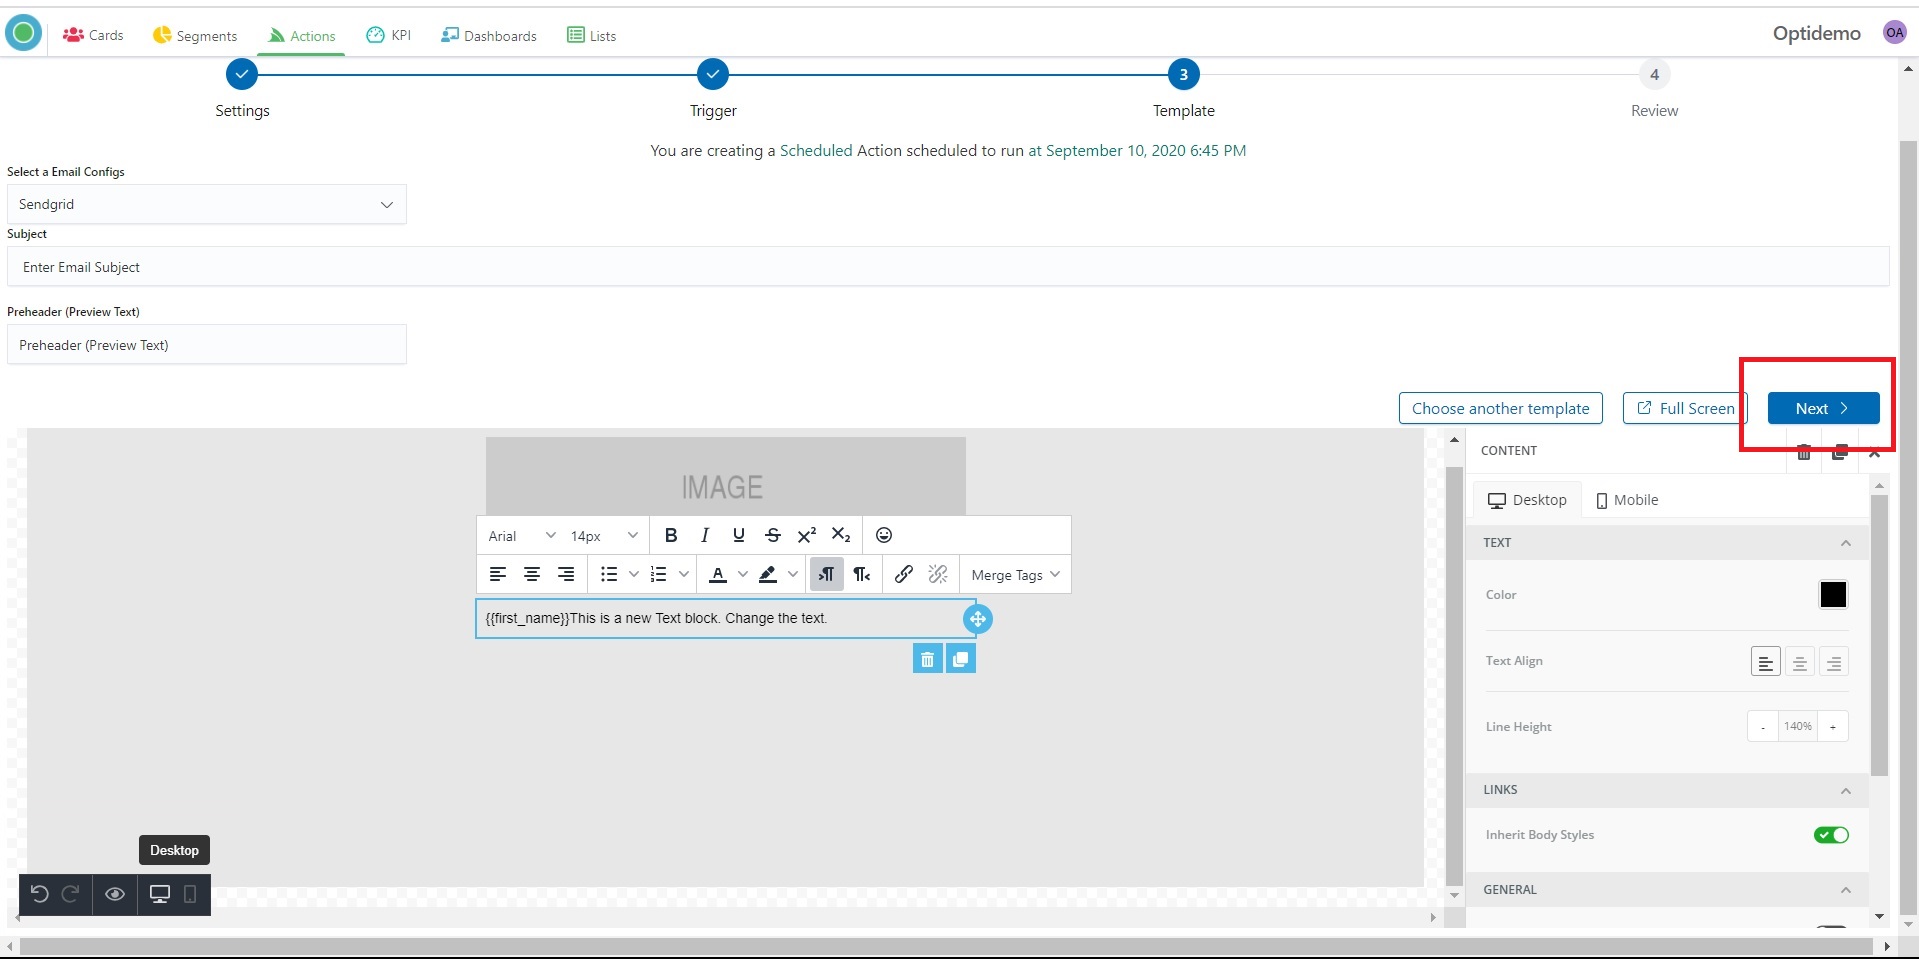 Cards Segments Actions KPI Dashboards Lists Optidemo OA
3 4
Settings Trigger Template Review
You are creating a Scheduled Action scheduled to run at September 10, 2020 6:45 PM
Select a Email Configs
Sendgrid
Subject
Enter Email Subject
Preheader (Preview Text)
Preheader (Preview Text)
Choose another template Full Screen Next
CONTENT
IMAGE
Desktop Mobile
Arial 14px B I U S X² X₂
TEXT
Merge Tags
Color
{{first_name}}This is a new Text block. Change the text.
Text Align
Line Height - 140% +
LINKS
Inherit Body Styles
Desktop
GENERAL